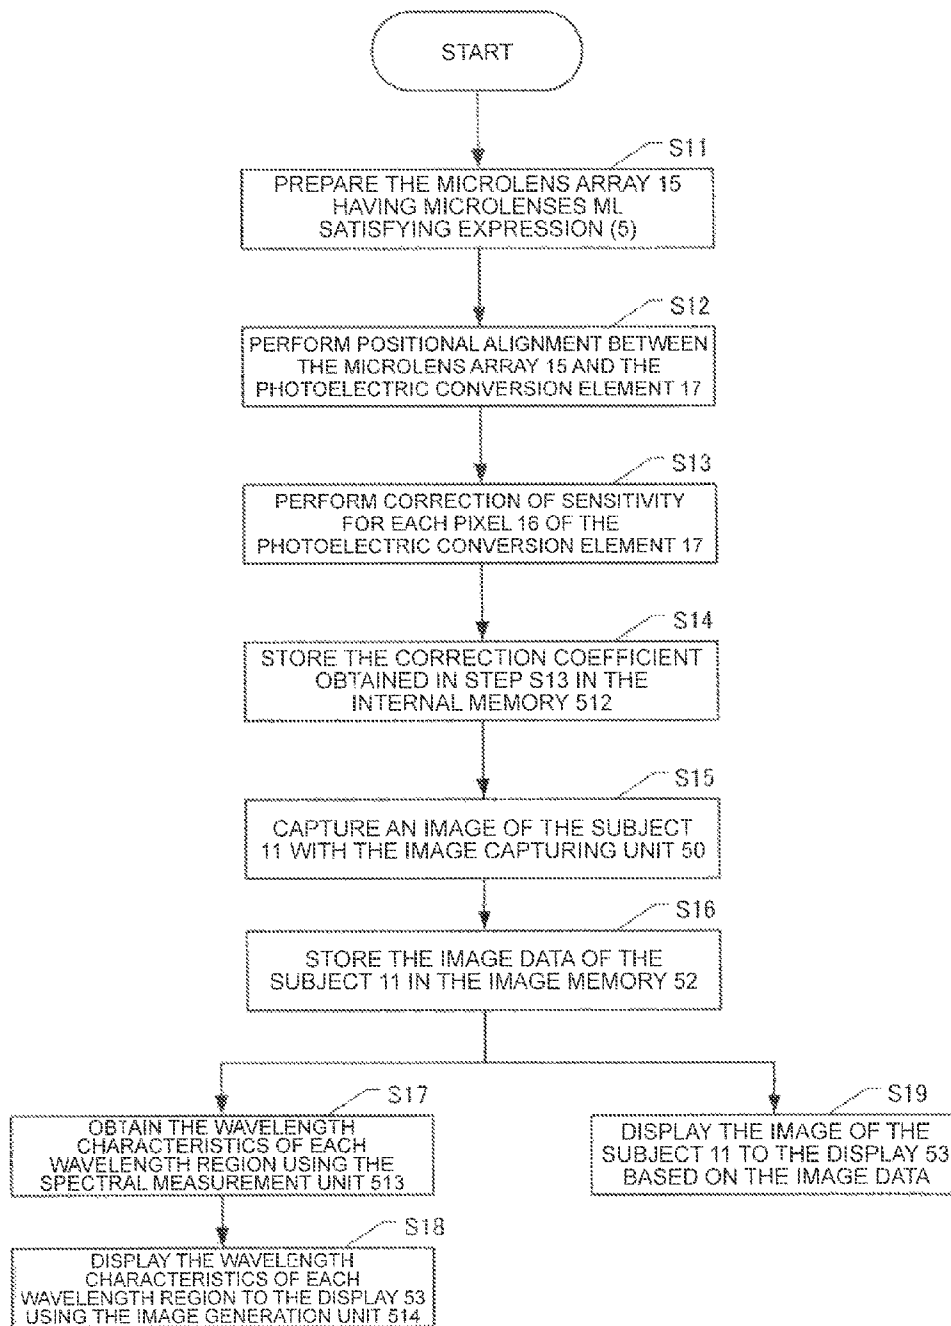 START
S11
PREPARE THE MICROLENS ARRAY 15
HAVING MICROLENSES ML
SATISFYING EXPRESSION (5)
S12
PERFORM POSITIONAL ALIGNMENT BETWEEN
THE MICROLENS ARRAY 15 AND THE
PHOTOELECTRIC CONVERSION ELEMENT 17
S13
PERFORM CORRECTION OF SENSITIVITY
FOR EACH PIXEL 16 OF THE
PHOTOELECTRIC CONVERSION ELEMENT 17
S14
STORE THE CORRECTION COEFFICIENT
OBTAINED IN STEP S13 IN THE
INTERNAL MEMORY 512
S15
CAPTURE AN IMAGE OF THE SUBJECT
11 WITH THE IMAGE CAPTURING UNIT 50
S16
STORE THE IMAGE DATA OF THE
SUBJECT 11 IN THE IMAGE MEMORY 52
S17
OBTAIN THE WAVELENGTH
CHARACTERISTICS OF EACH
WAVELENGTH REGION USING THE
SPECTRAL MEASUREMENT UNIT 513
S18
DISPLAY THE WAVELENGTH
CHARACTERISTICS OF EACH
WAVELENGTH REGION TO THE DISPLAY 53
USING THE IMAGE GENERATION UNIT 514
S19
DISPLAY THE IMAGE OF THE
SUBJECT 11 TO THE DISPLAY 53
BASED ON THE IMAGE DATA